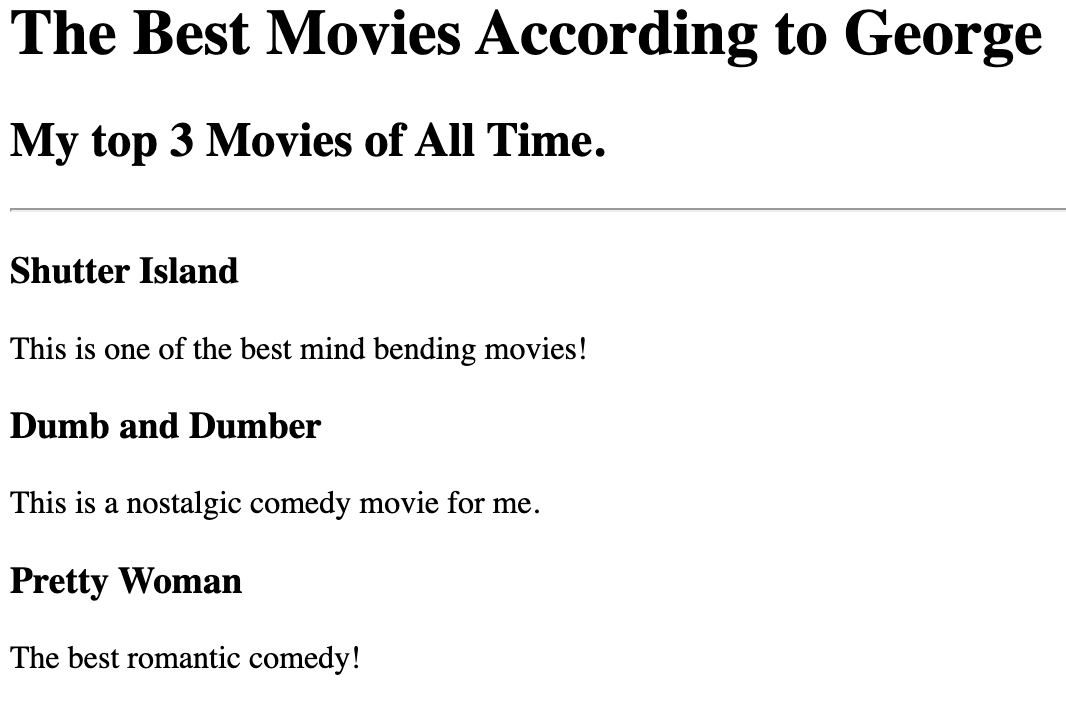 The Best Movies According to George
My top 3 Movies of All Time.
Shutter Island
This is one of the best mind bending movies!
Dumb and Dumber
This is a nostalgic comedy movie for me.
Pretty Woman
The best romantic comedy!